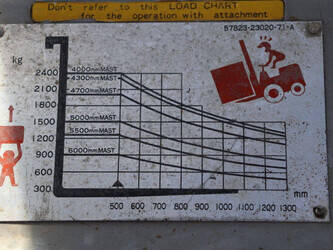 Don't refer to this LOAD CHART
for the operation with attachment
57823-23020-71-A
kg
2400
2100
1800
1500
1200
900
600
300
4000mmMAST
4300mmMAST
4700mmMAST
5000mmMAST
5500mmMAST
6000mmMAST
500 600 700 800 900 1000 1100 1200 1300
mm